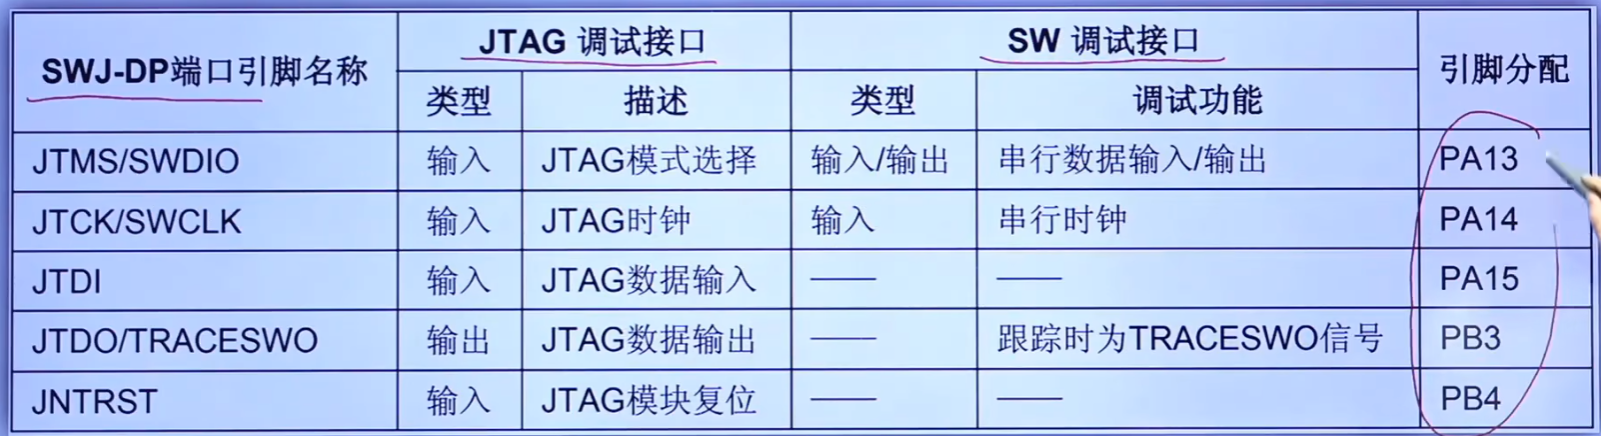 SWJ-DP端口引脚名称 JTAG 调试接口 SW 调试接口 引脚分配
类型 描述 类型 调试功能
JTMS/SWDIO 输入 JTAG模式选择 输入/输出 串行数据输入/输出 PA13
JTCK/SWCLK 输入 JTAG时钟 输入 串行时钟 PA14
JTDI 输入 JTAG数据输入 —— —— PA15
JTDO/TRACESWO 输出 JTAG数据输出 —— 跟踪时为TRACESWO信号 PB3
JNTRST 输入 JTAG模块复位 —— —— PB4